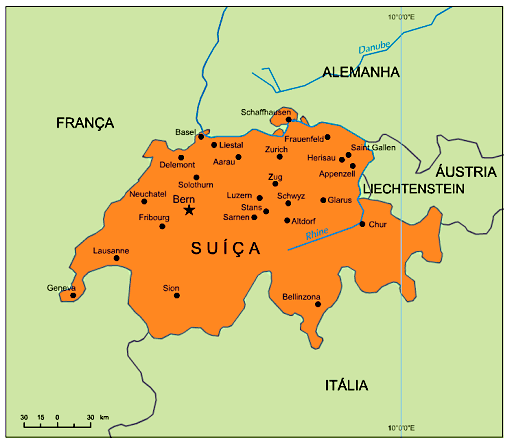 10°0'0"E
Danube
ALEMANHA
Schaffhausen
FRANÇA
Basel
Liestal
Frauenfeld
Delemont
Aarau
Zurich
Saint Gallen
Herisau
Appenzell
ÁUSTRIA
Solothurn
Zug
LIECHTENSTEIN
Neuchatel
Bern
Luzern
Schwyz
Glarus
Stans
Fribourg
Sarnen
Altdorf
Chur
Rhine
SUÍÇA
Lausanne
Geneva
Sion
Bellinzona
ITÁLIA
30 15 0 30 km
10°0'0"E